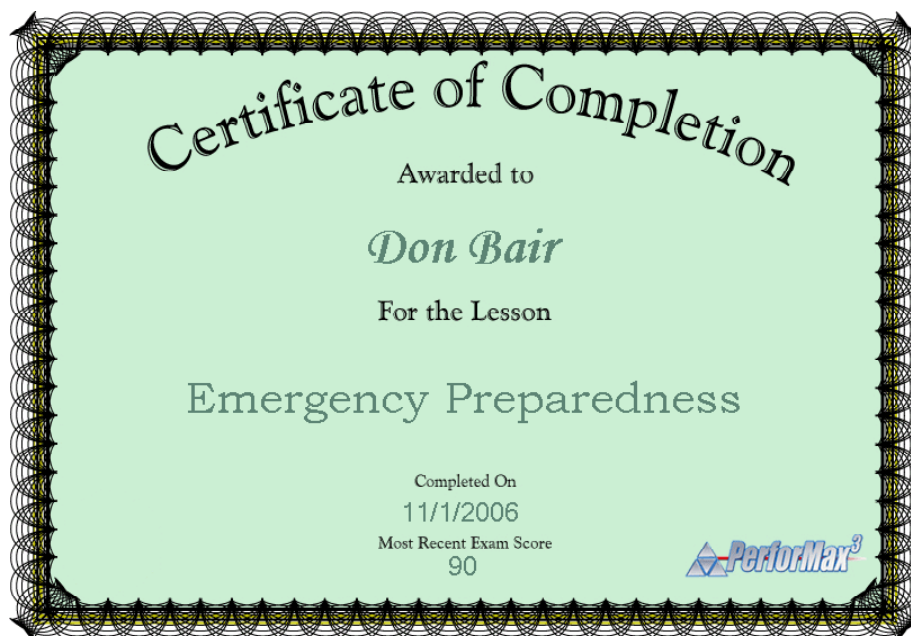 Certificate of Completion
Awarded to
Don Bair
For the Lesson
Emergency Preparedness
Completed On
11/1/2006
Most Recent Exam Score
90
PerforMax3